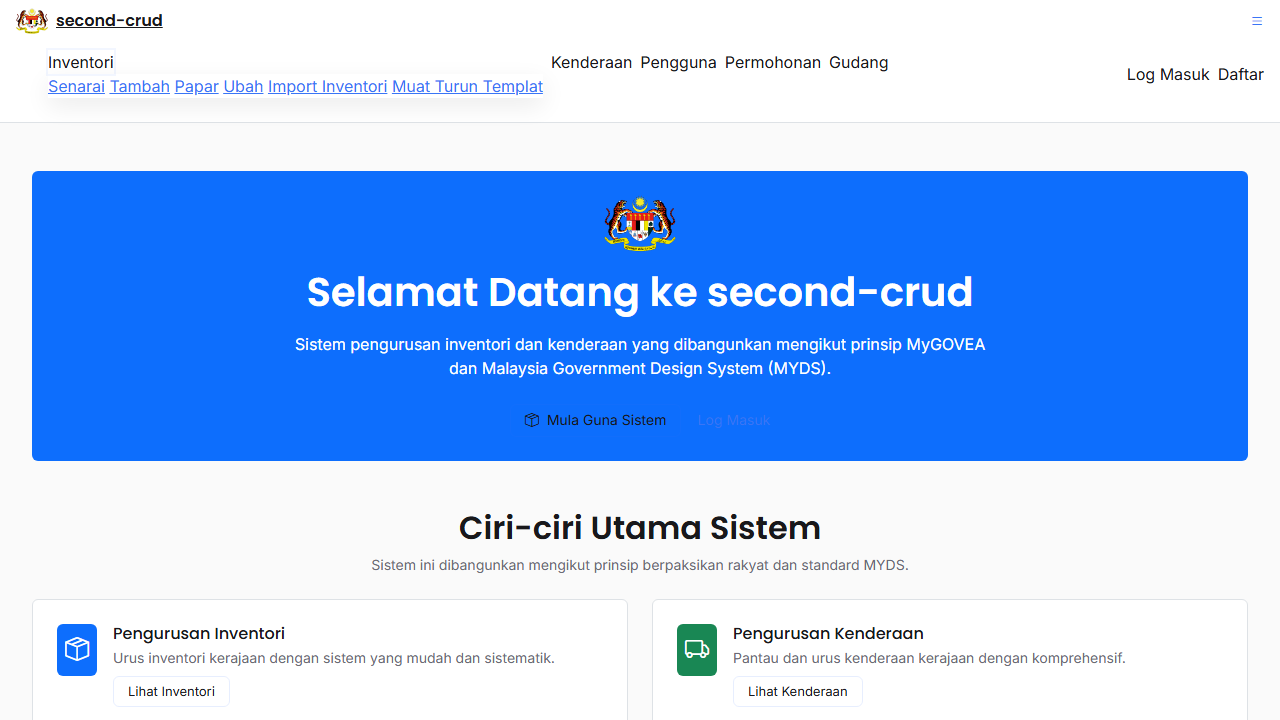 second-crud
Inventori
Senarai Tambah Papar Ubah Import Inventori Muat Turun Templat
Kenderaan Pengguna Permohonan Gudang
Log Masuk Daftar
Selamat Datang ke second-crud
Sistem pengurusan inventori dan kenderaan yang dibangunkan mengikut prinsip MyGOVEA
dan Malaysia Government Design System (MYDS).
Mula Guna Sistem Log Masuk
Ciri-ciri Utama Sistem
Sistem ini dibangunkan mengikut prinsip berpaksikan rakyat dan standard MYDS.
Pengurusan Inventori
Urus inventori kerajaan dengan sistem yang mudah dan sistematik.
Lihat Inventori
Pengurusan Kenderaan
Pantau dan urus kenderaan kerajaan dengan komprehensif.
Lihat Kenderaan